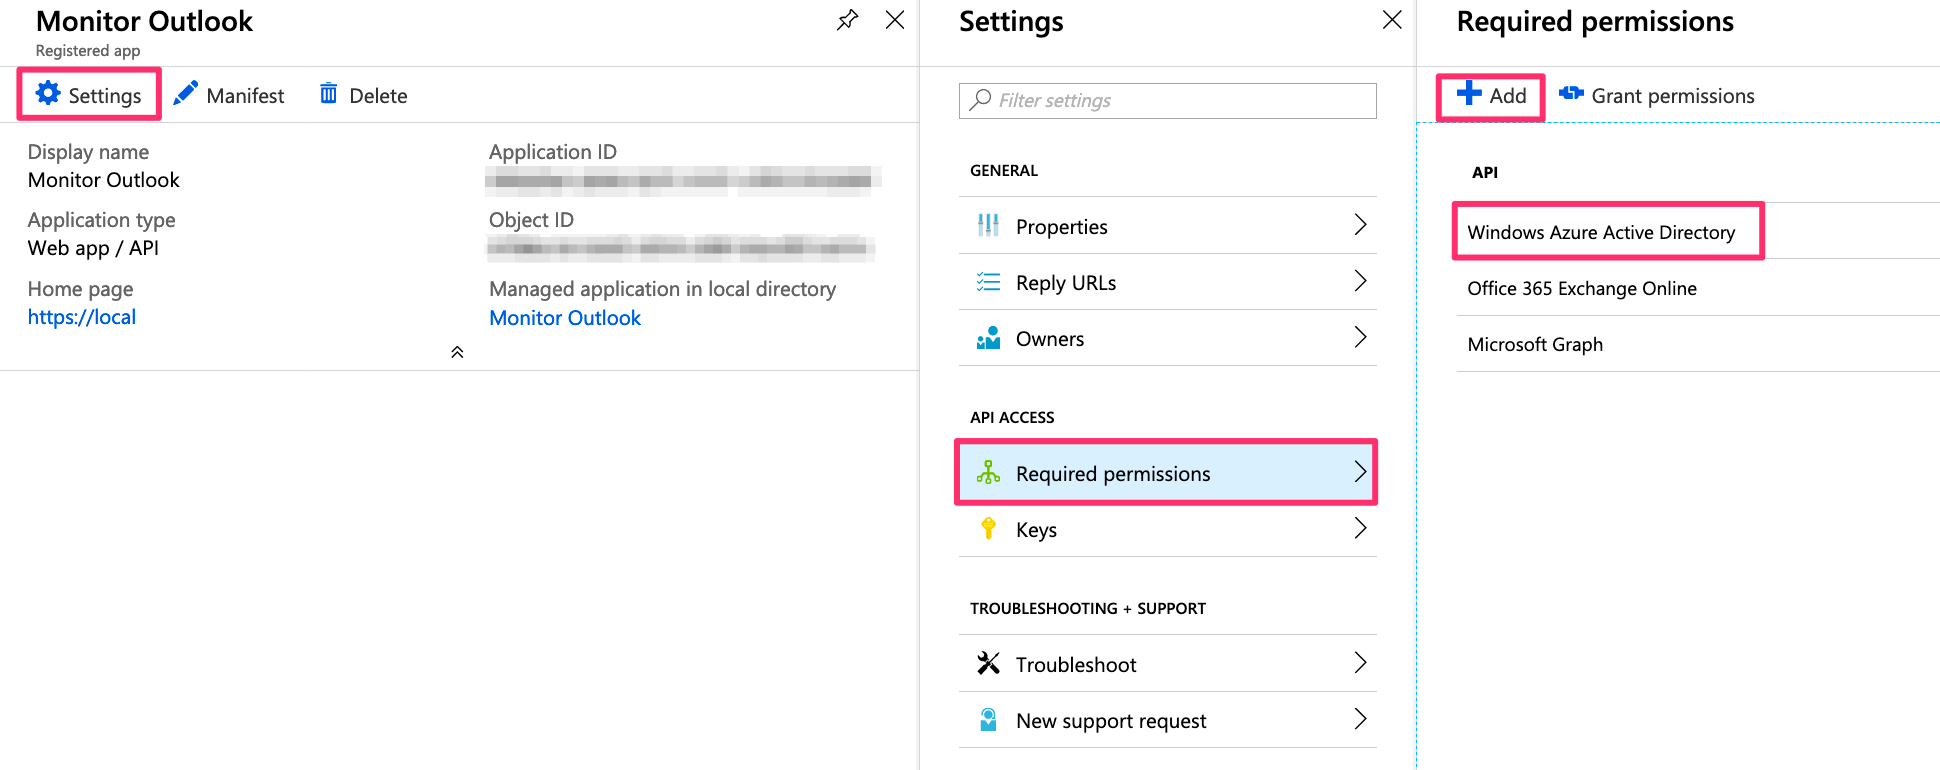 Monitor Outlook
Registered app
Settings
Manifest
Delete
Display name
Monitor Outlook
Application type
Web app / API
Home page
https://local
Application ID
Object ID
Managed application in local directory
Monitor Outlook
Settings
Filter settings
GENERAL
Properties
Reply URLs
Owners
API ACCESS
Required permissions
Keys
TROUBLESHOOTING + SUPPORT
Troubleshoot
New support request
Required permissions
Add
Grant permissions
API
Windows Azure Active Directory
Office 365 Exchange Online
Microsoft Graph